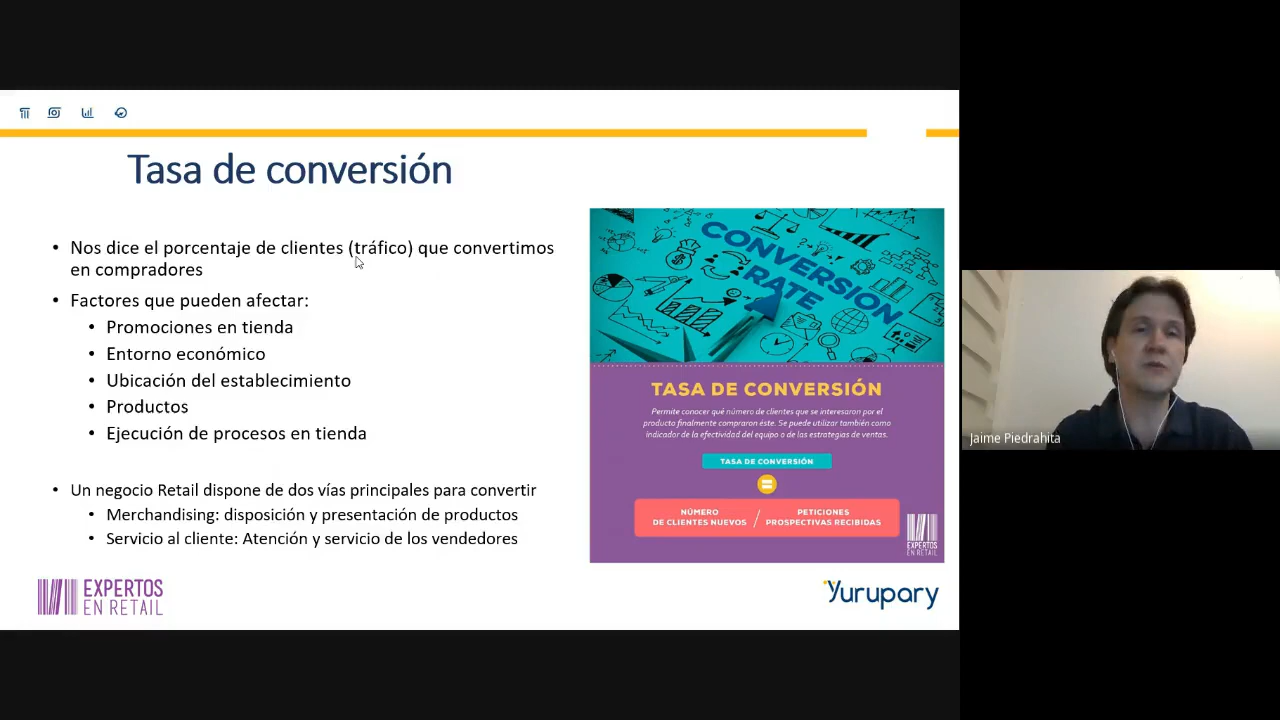 Tasa de conversión
• Nos dice el porcentaje de clientes (tráfico) que convertimos
en compradores
• Factores que pueden afectar:
• Promociones en tienda
• Entorno económico
• Ubicación del establecimiento
• Productos
• Ejecución de procesos en tienda
• Un negocio Retail dispone de dos vías principales para convertir
• Merchandising: disposición y presentación de productos
• Servicio al cliente: Atención y servicio de los vendedores
EXPERTOS
EN RETAIL
CONVERSION
RATE
TASA DE CONVERSIÓN
Permite conocer qué número de clientes que se interesaron por el
producto finalmente compraron éste. Se puede utilizar también como
indicador de la efectividad del equipo o de las estrategias de ventas.
TASA DE CONVERSIÓN
=
NÚMERO
DE CLIENTES NUEVOS
/
PETICIONES
PROSPECTIVAS RECIBIDAS
EXPERTOS
EN RETAIL
Yurupary
Jaime Piedrahita